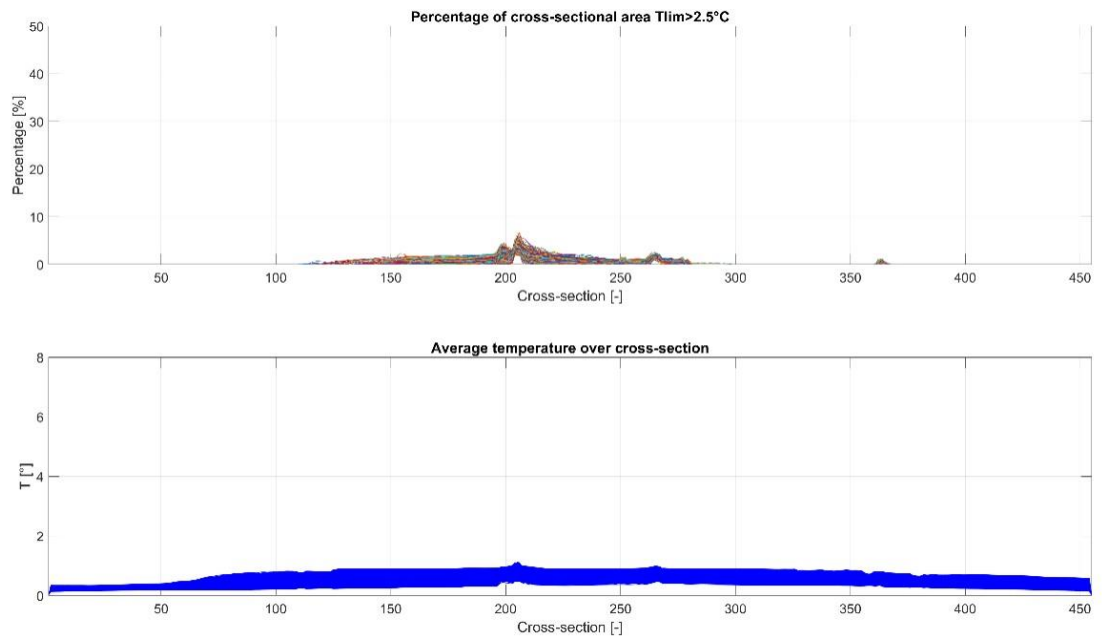 Percentage of cross-sectional area Tlim>2.5°C
50
40
30
20
10
0
Percentage [%]
50 100 150 200 250 300 350 400 450
Cross-section [-]
Average temperature over cross-section
8
6
4
2
0
T [°]
50 100 150 200 250 300 350 400 450
Cross-section [-]